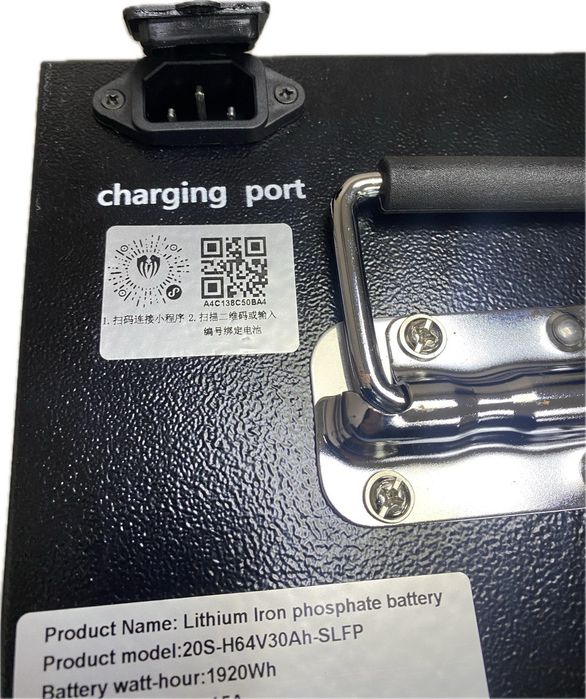 charging port
A4C138C50BA4
1.扫码连接小程序 2.扫描二维码或输入
编号绑定电池
Product Name: Lithium Iron phosphate battery
Product model:20S-H64V30Ah-SLFP
Battery watt-hour:1920Wh
15A